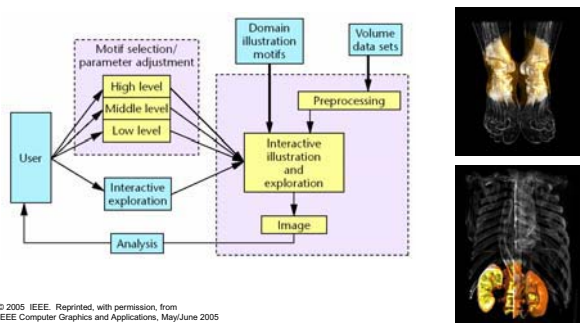 Domain
illustration
motifs
Volume
data sets
Motif selection/
parameter adjustment
High level
Middle level
Low level
Preprocessing
User
Interactive
illustration
and
exploration
Interactive
exploration
Image
Analysis
© 2005 IEEE. Reprinted, with permission, from
IEEE Computer Graphics and Applications, May/June 2005